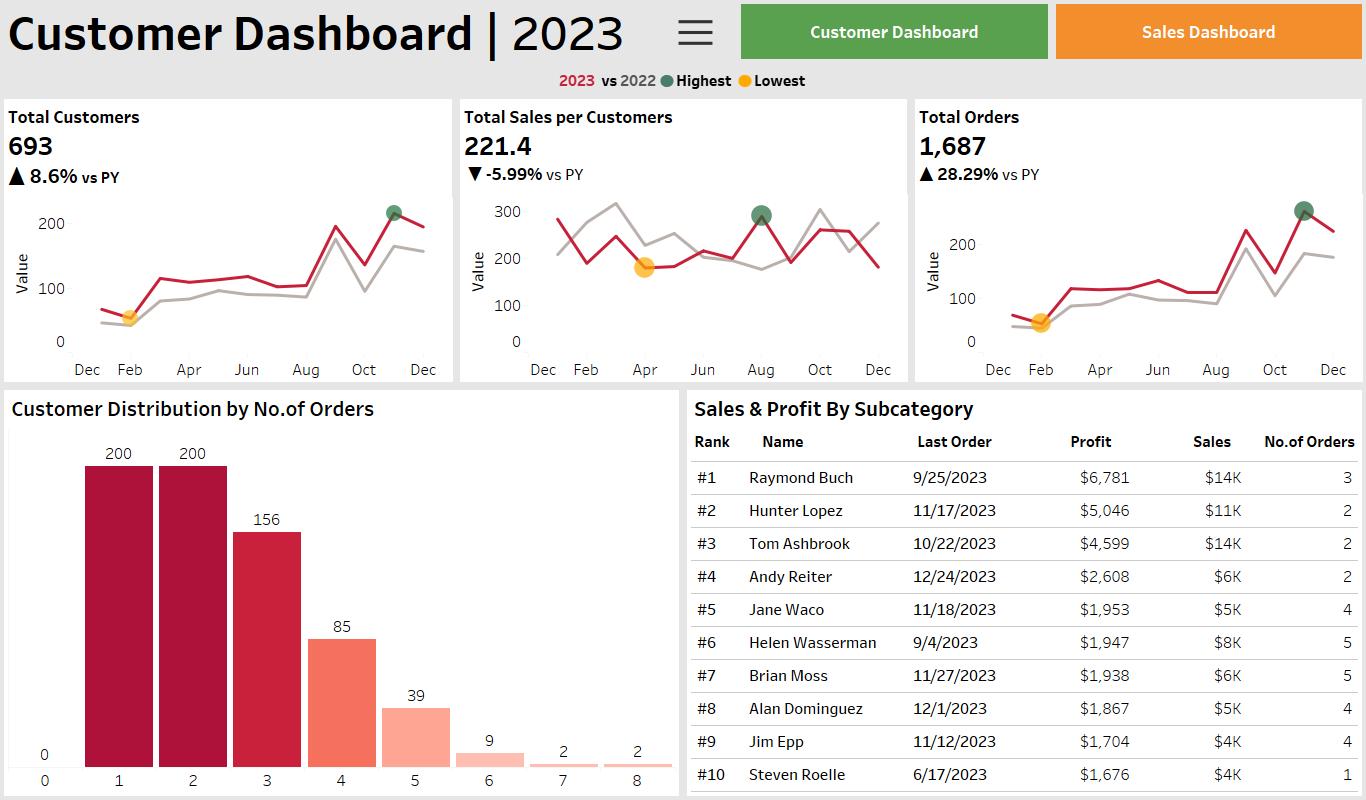 Customer Dashboard | 2023
Customer Dashboard
Sales Dashboard
2023 vs 2022 Highest Lowest
Total Customers
693
▲ 8.6% vs PY
200
100
0
Value
Dec Feb Apr Jun Aug Oct Dec
Total Sales per Customers
221.4
▼ -5.99% vs PY
300
200
100
0
Value
Dec Feb Apr Jun Aug Oct Dec
Total Orders
1,687
▲ 28.29% vs PY
200
100
0
Value
Dec Feb Apr Jun Aug Oct Dec
Customer Distribution by No.of Orders
0 200 200 156 85 39 9 2 2
0 1 2 3 4 5 6 7 8
Sales & Profit By Subcategory
Rank Name Last Order Profit Sales No.of Orders
#1 Raymond Buch 9/25/2023 $6,781 $14K 3
#2 Hunter Lopez 11/17/2023 $5,046 $11K 2
#3 Tom Ashbrook 10/22/2023 $4,599 $14K 2
#4 Andy Reiter 12/24/2023 $2,608 $6K 2
#5 Jane Waco 11/18/2023 $1,953 $5K 4
#6 Helen Wasserman 9/4/2023 $1,947 $8K 5
#7 Brian Moss 11/27/2023 $1,938 $6K 5
#8 Alan Dominguez 12/1/2023 $1,867 $5K 4
#9 Jim Epp 11/12/2023 $1,704 $4K 4
#10 Steven Roelle 6/17/2023 $1,676 $4K 1